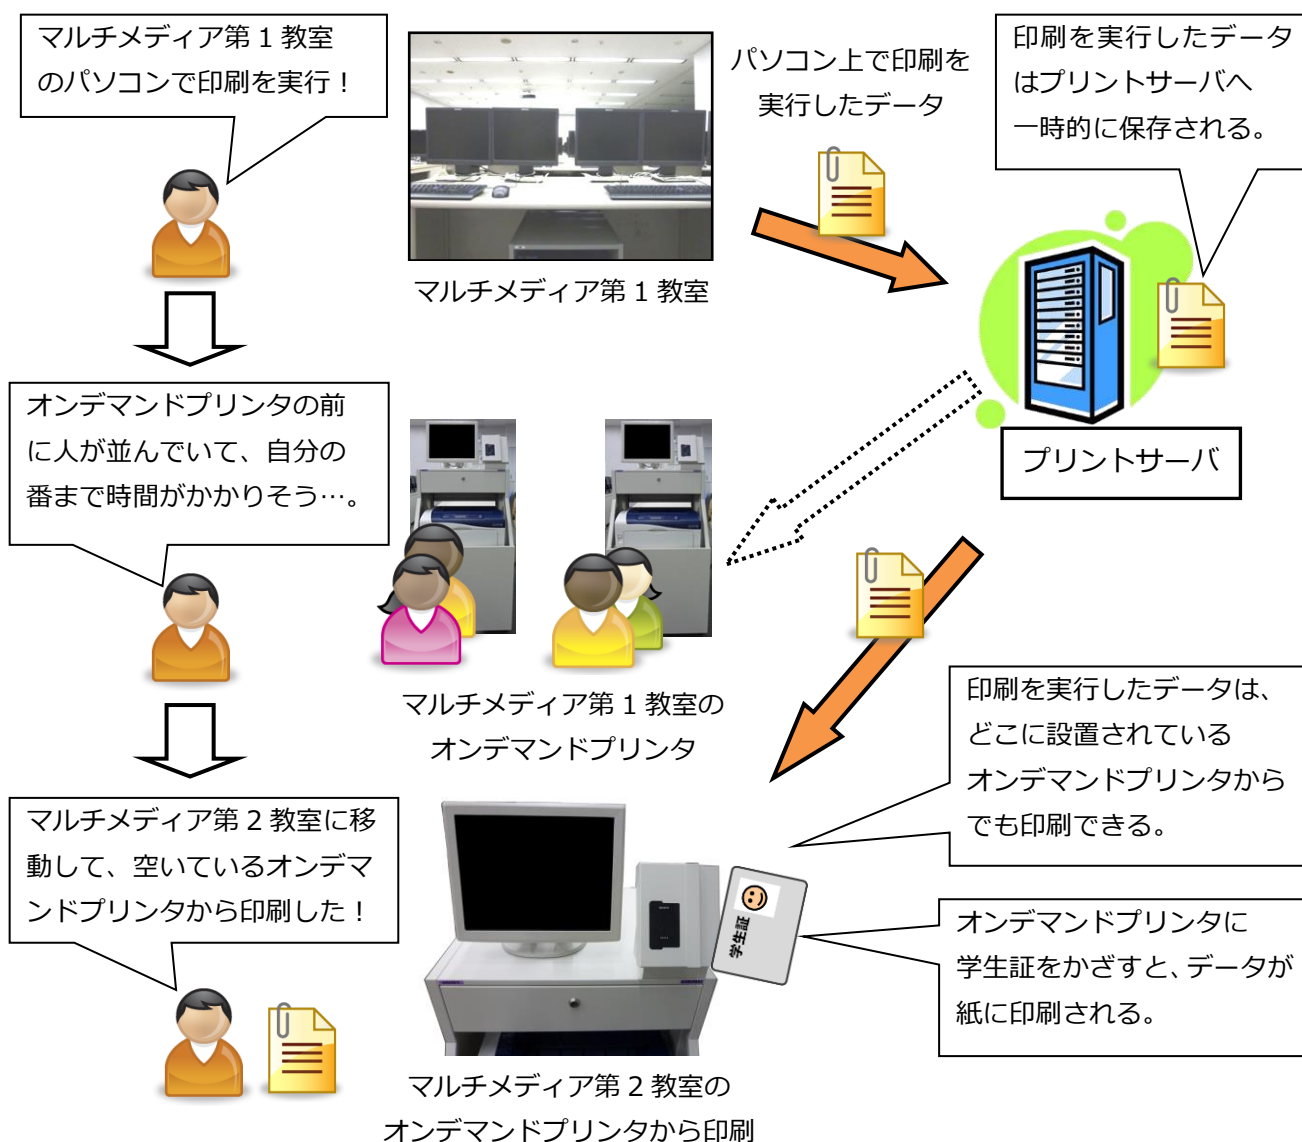 マルチメディア第 1 教室
のパソコンで印刷を実行！
パソコン上で印刷を
実行したデータ
印刷を実行したデータ
はプリントサーバへ
一時的に保存される。
マルチメディア第 1 教室
オンデマンドプリンタの前
に人が並んでいて、自分の
番まで時間がかかりそう…。
プリントサーバ
マルチメディア第 1 教室の
オンデマンドプリンタ
印刷を実行したデータは、
どこに設置されている
オンデマンドプリンタから
でも印刷できる。
マルチメディア第 2 教室に移
動して、空いているオンデマ
ンドプリンタから印刷した！
学生証
オンデマンドプリンタに
学生証をかざすと、データが
紙に印刷される。
マルチメディア第 2 教室の
オンデマンドプリンタから印刷